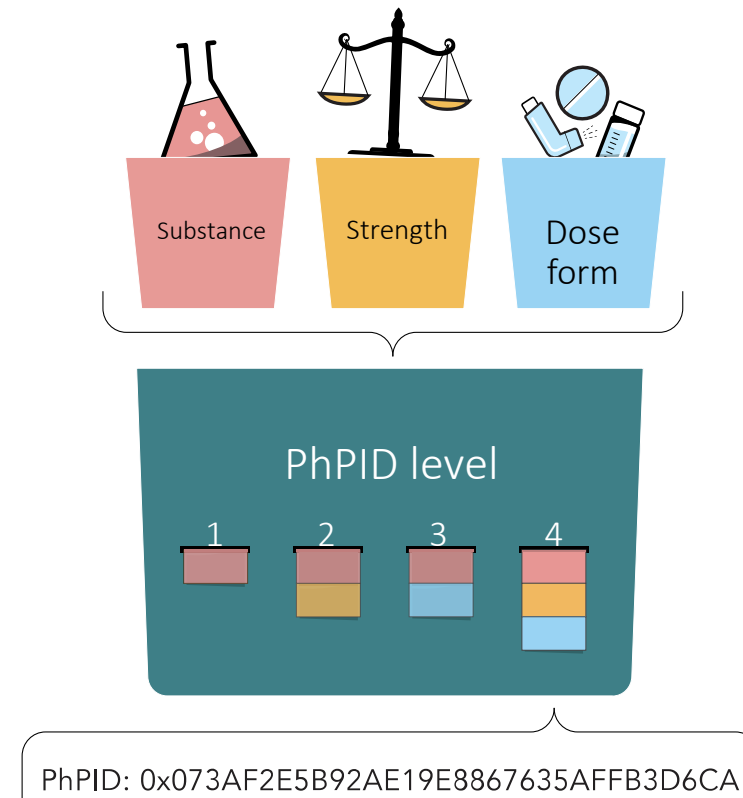 Substance
Strength
Dose
form
PhPID level
1
2
3
4
PhPID: 0x073AF2E5B92AE19E8867635AFFB3D6CA